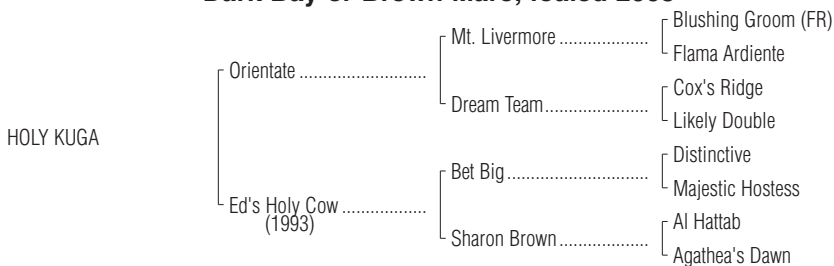 Dark Bay or Brown Mare; foaled
Blushing Groom (FR)
Mt. Livermore ....................
Flama Ardiente
Orientate ............................
Cox's Ridge
Dream Team.......................
Likely Double
HOLY KUGA
Distinctive
Bet Big................................
Majestic Hostess
Ed's Holy Cow ...................
(1993)
Al Hattab
Sharon Brown....................
Agathea's Dawn